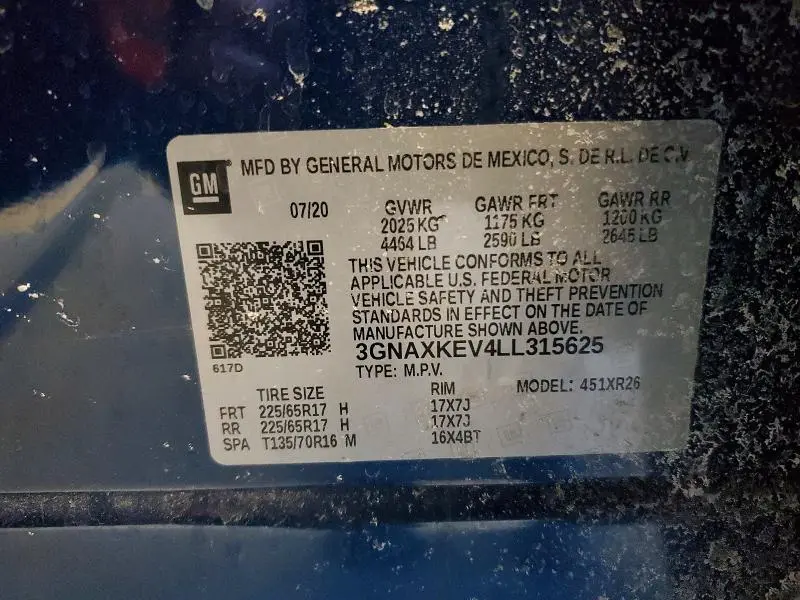 GM
MFD BY GENERAL MOTORS DE MEXICO, S. DE R.L. DE C.V.
07/20 GVWR GAWR FRT GAWR RR
2025 KG 1175 KG 1200 KG
4464 LB 2590 LB 2645 LB
THIS VEHICLE CONFORMS TO ALL
APPLICABLE U.S. FEDERAL MOTOR
VEHICLE SAFETY AND THEFT PREVENTION
STANDARDS IN EFFECT ON THE DATE OF
MANUFACTURE SHOWN ABOVE.
3GNAXKEV4LL315625
617D
TYPE: M.P.V.
TIRE SIZE RIM MODEL: 451XR26
FRT 225/65R17 H 17X7J
RR 225/65R17 H 17X7J
SPA T135/70R16 M 16X4BT